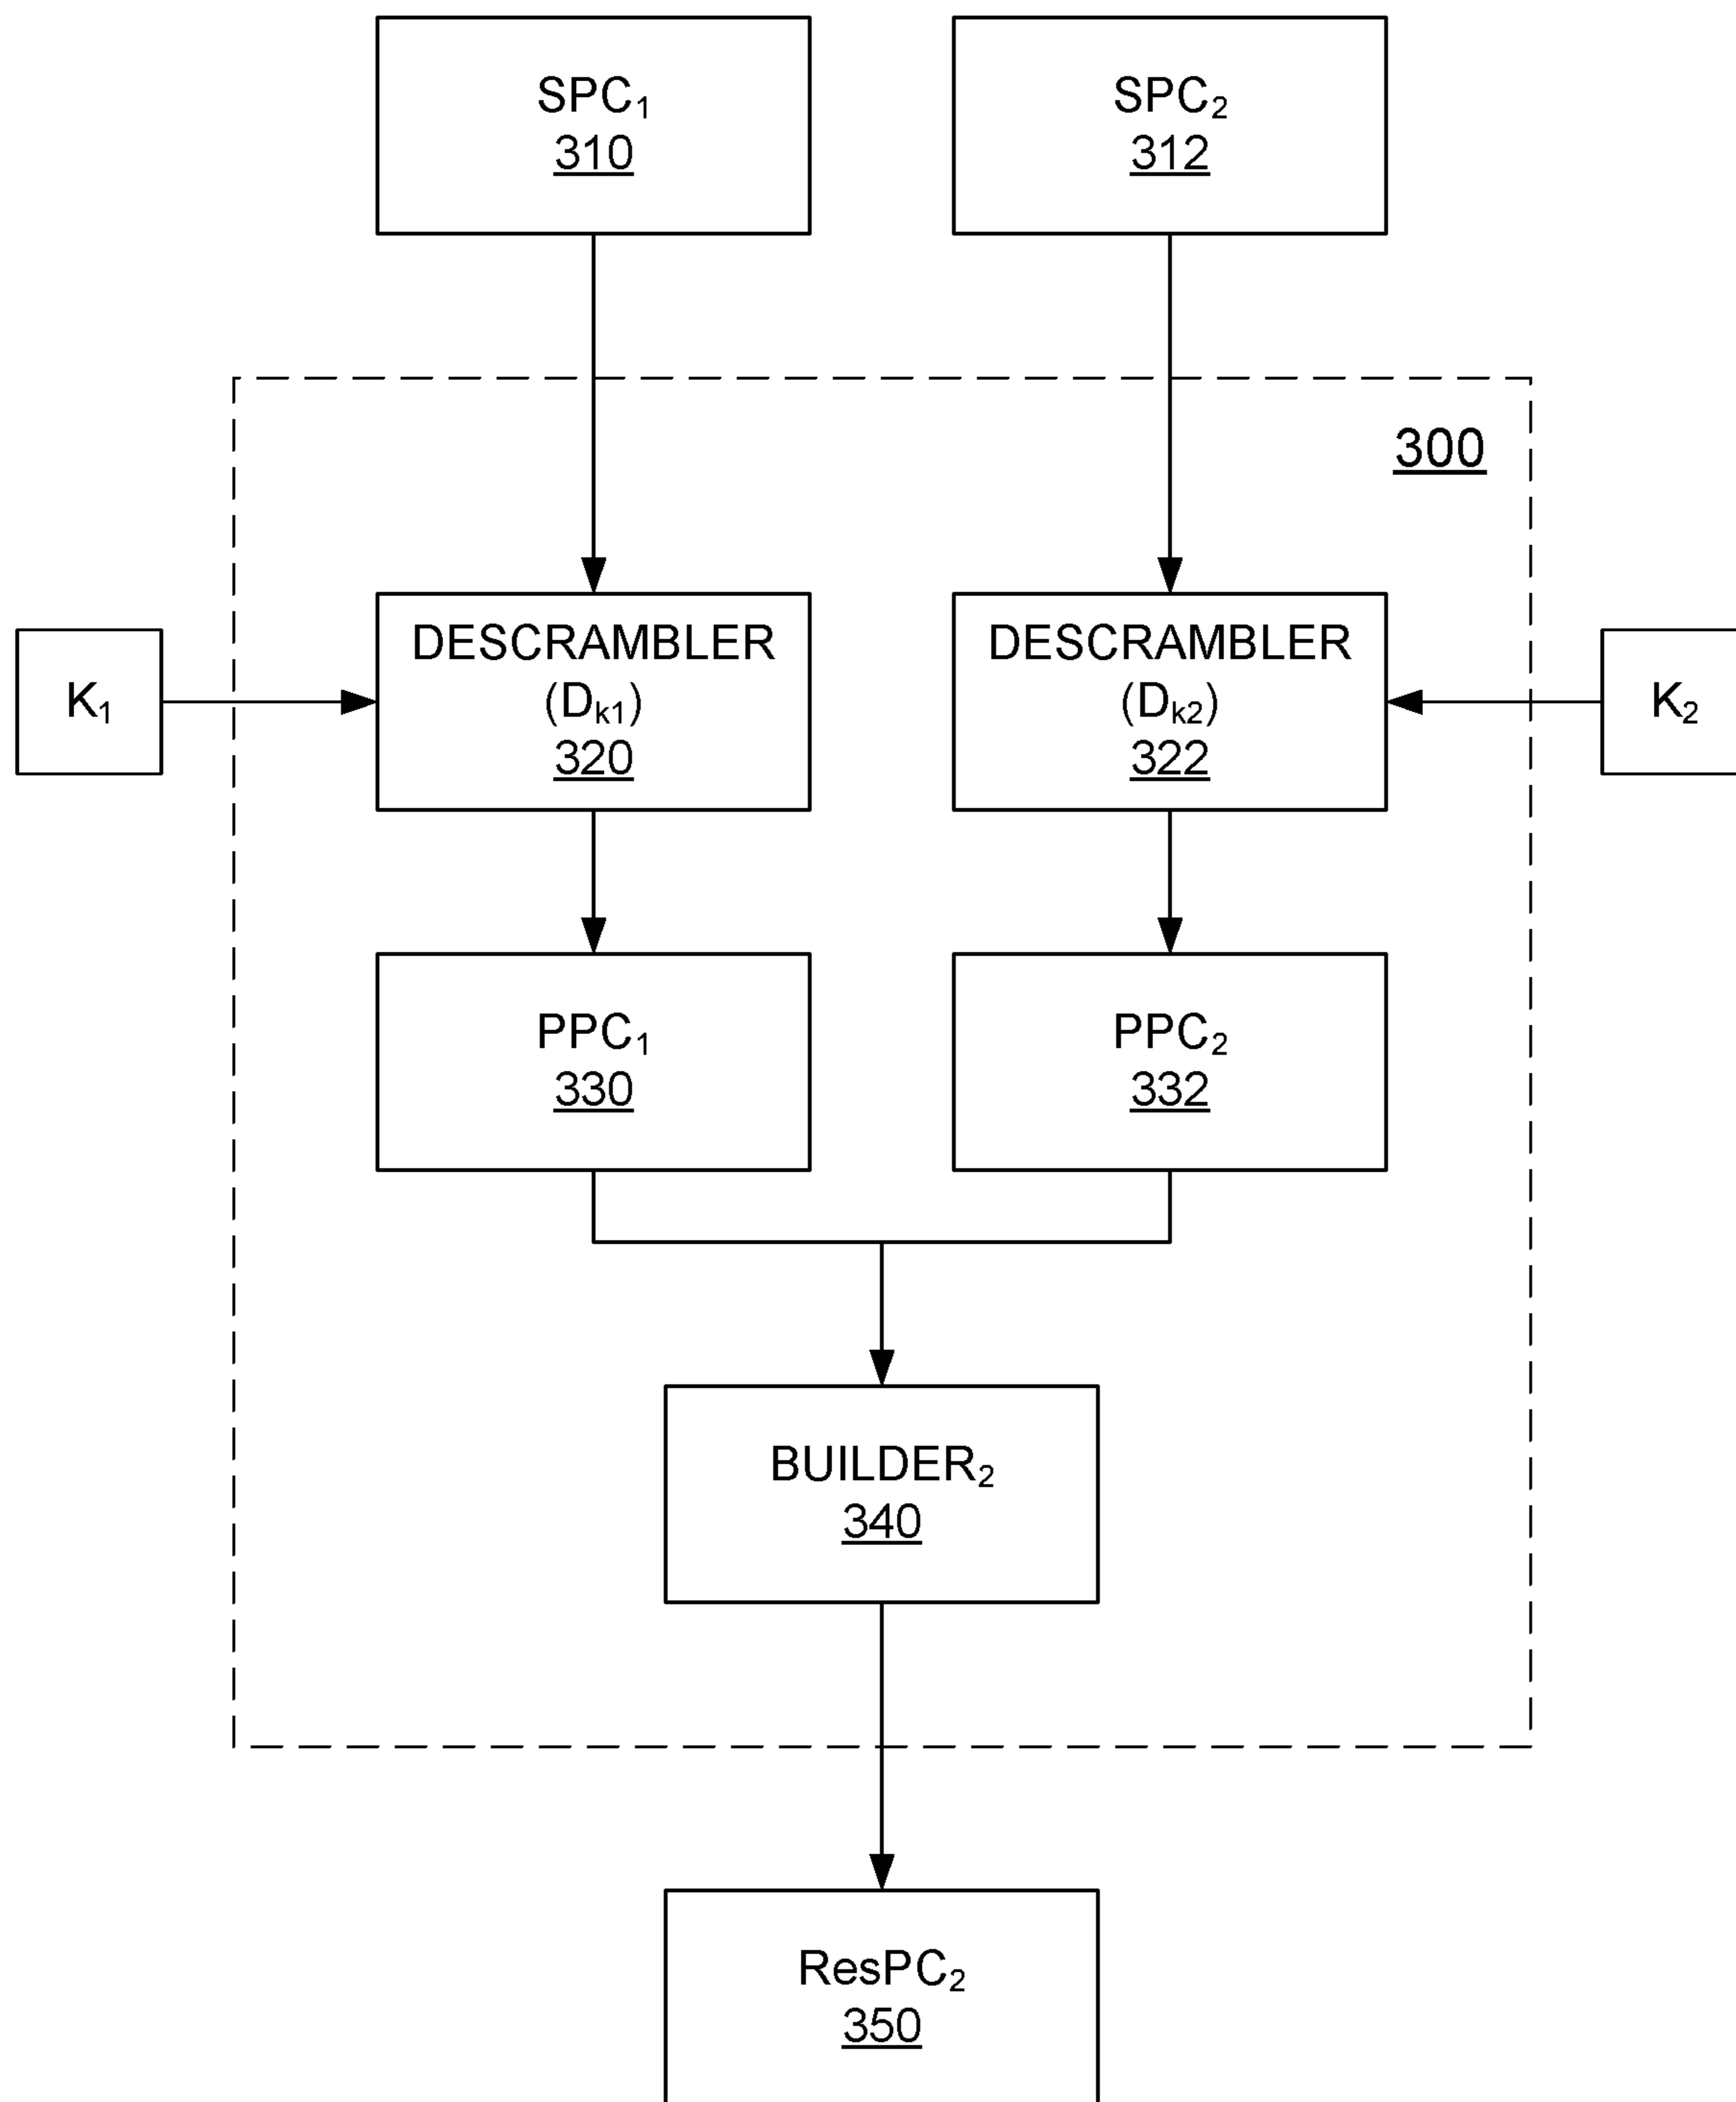 SPC₁
310
SPC₂
312
300
K₁
DESCRAMBLER
(Dₖ₁)
320
DESCRAMBLER
(Dₖ₂)
322
K₂
PPC₁
330
PPC₂
332
BUILDER₂
340
ResPC₂
350